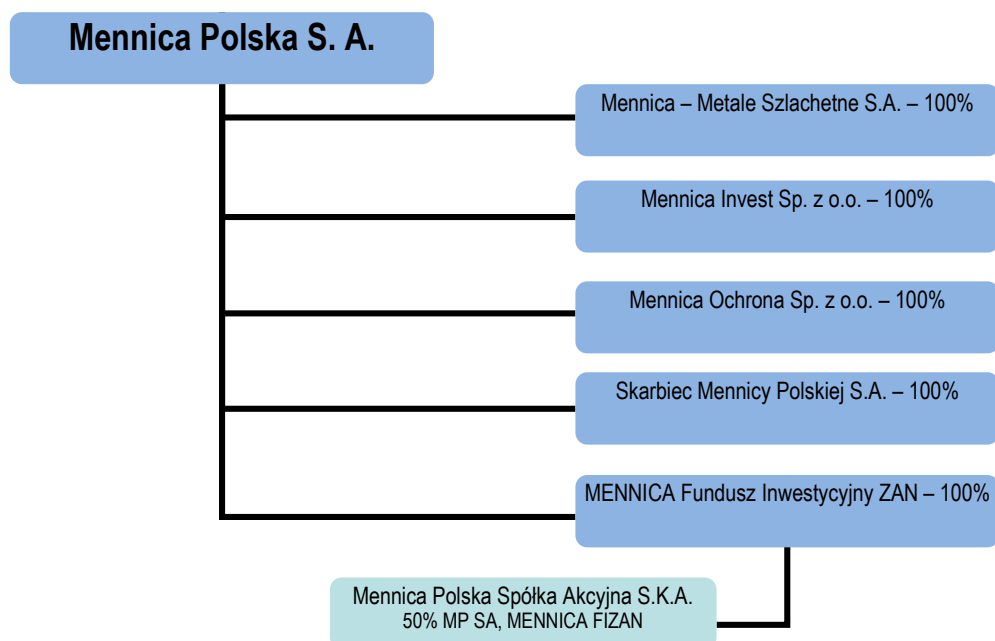 Mennica Polska S. A.
Mennica – Metale Szlachetne S.A. – 100%
Mennica Invest Sp. z o.o. – 100%
Mennica Ochrona Sp. z o.o. – 100%
Skarbiec Mennicy Polskiej S.A. – 100%
MENNICA Fundusz Inwestycyjny ZAN – 100%
Mennica Polska Spółka Akcyjna S.K.A.
50% MP SA, MENNICA FIZAN